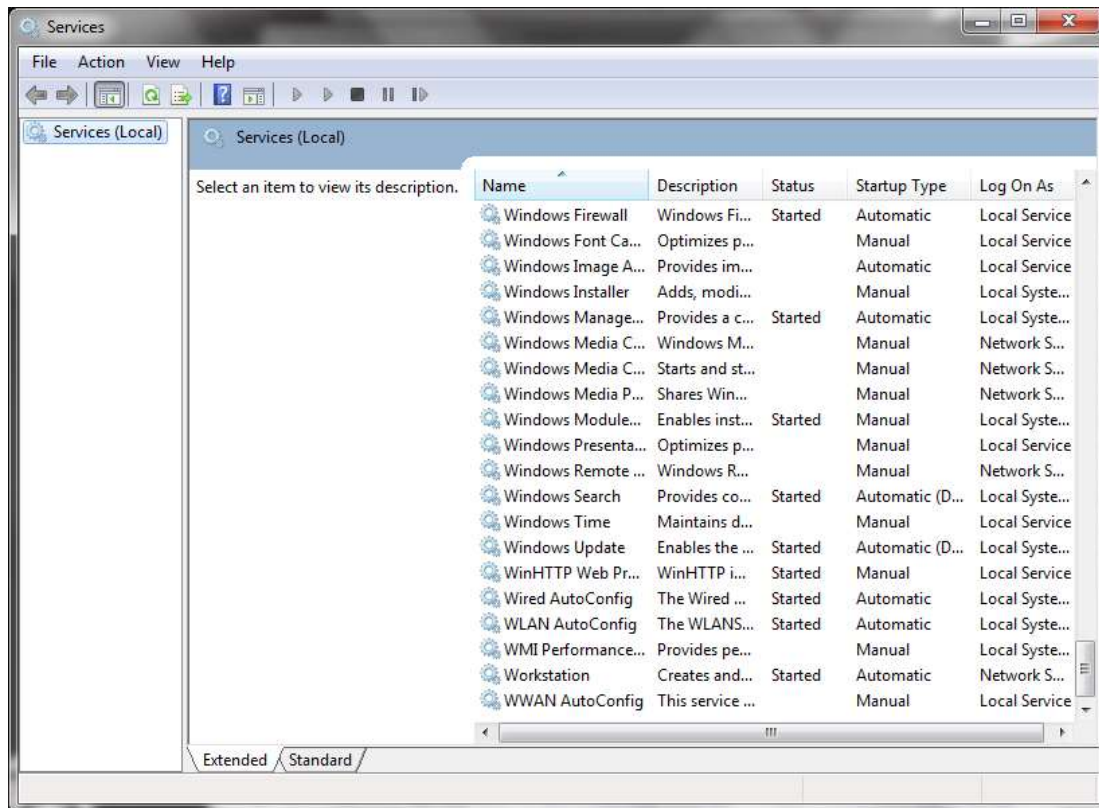 Services
File Action View Help
Services (Local)
Services (Local)
Select an item to view its description.
Name Description Status Startup Type Log On As
Windows Firewall Windows Fi... Started Automatic Local Service
Windows Font Ca... Optimizes p... Manual Local Service
Windows Image A... Provides im... Automatic Local Service
Windows Installer Adds, modi... Manual Local Syste...
Windows Manage... Provides a c... Started Automatic Local Syste...
Windows Media C... Windows M... Manual Network S...
Windows Media C... Starts and st... Manual Network S...
Windows Media P... Shares Win... Manual Network S...
Windows Module... Enables inst... Started Manual Local Syste...
Windows Presenta... Optimizes p... Manual Local Service
Windows Remote ... Windows R... Manual Network S...
Windows Search Provides co... Started Automatic (D... Local Syste...
Windows Time Maintains d... Manual Local Service
Windows Update Enables the ... Started Automatic (D... Local Syste...
WinHTTP Web Pr... WinHTTP i... Started Manual Local Service
Wired AutoConfig The Wired ... Started Automatic Local Syste...
WLAN AutoConfig The WLANS... Started Automatic Local Syste...
WMI Performance... Provides pe... Manual Local Syste...
Workstation Creates and... Started Automatic Network S...
WWAN AutoConfig This service ... Manual Local Service
Extended Standard